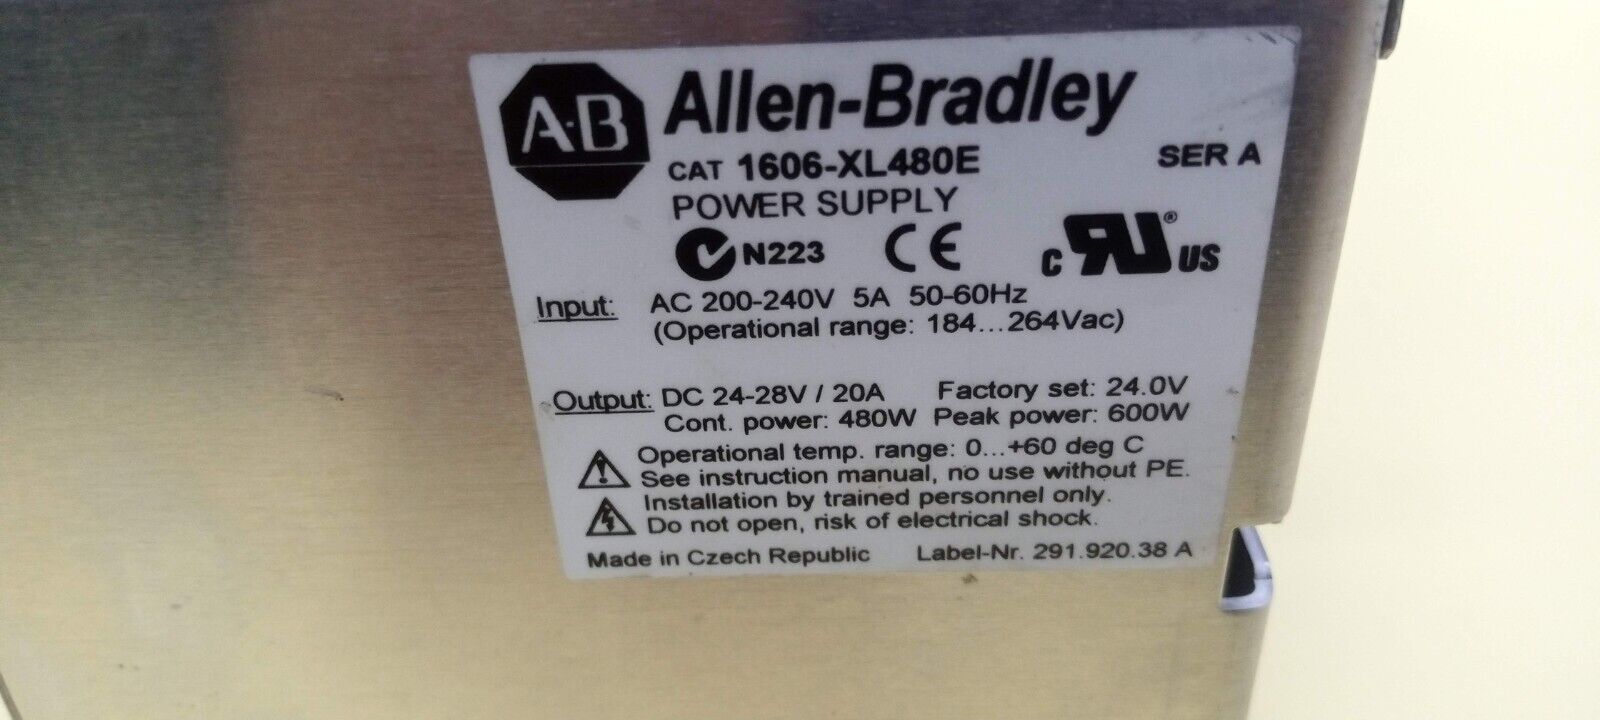 A-B Allen-Bradley
CAT 1606-XL480E SER A
POWER SUPPLY
N223 CE c RU ® US
Input: AC 200-240V 5A 50-60Hz
(Operational range: 184...264Vac)
Output: DC 24-28V / 20A Factory set: 24.0V
Cont. power: 480W Peak power: 600W
Operational temp. range: 0...+60 deg C
See instruction manual, no use without PE.
Installation by trained personnel only.
Do not open, risk of electrical shock.
Made in Czech Republic Label-Nr. 291.920.38 A